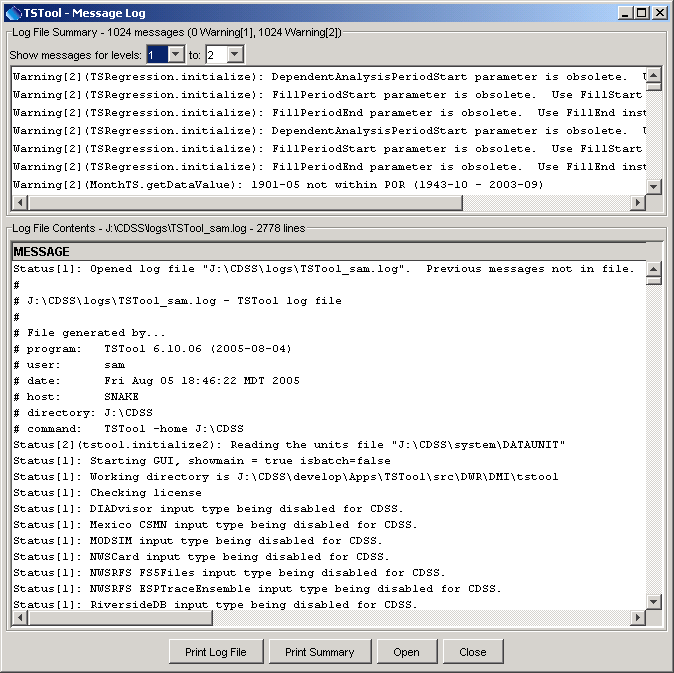 TSTool - Message Log
Log File Summary - 1024 messages (0 Warning[1], 1024 Warning[2])
Show messages for levels: 1 to: 2
Warning[2](TSRegression.initialize): DependentAnalysisPeriodStart parameter is obsolete.
Warning[2](TSRegression.initialize): FillPeriodStart parameter is obsolete.  Use FillStart
Warning[2](TSRegression.initialize): FillPeriodEnd parameter is obsolete.  Use FillEnd inst
Warning[2](TSRegression.initialize): DependentAnalysisPeriodStart parameter is obsolete.
Warning[2](TSRegression.initialize): FillPeriodStart parameter is obsolete.  Use FillStart
Warning[2](TSRegression.initialize): FillPeriodEnd parameter is obsolete.  Use FillEnd inst
Warning[2](MonthTS.getDataValue): 1901-05 not within POR (1943-10 - 2003-09)
Log File Contents - J:\CDSS\logs\TSTool_sam.log - 2778 lines
MESSAGE
Status[1]: Opened log file "J:\CDSS\logs\TSTool_sam.log".  Previous messages not in file.
#
# J:\CDSS\logs\TSTool_sam.log - TSTool log file
#
# File generated by...
# program:   TSTool 6.10.06 (2005-08-04)
# user:      sam
# date:      Fri Aug 05 18:46:22 MDT 2005
# host:      SNAKE
# directory: J:\CDSS
# command:   TSTool -home J:\CDSS
Status[2](tstool.initialize2): Reading the units file "J:\CDSS\system\DATAUNIT"
Status[1]: Starting GUI, showmain = true isbatch=false
Status[1]: Working directory is J:\CDSS\develop\Apps\TSTool\src\DWR\DMI\tstool
Status[1]: Checking license
Status[1]: DIADvisor input type being disabled for CDSS.
Status[1]: Mexico CSMN input type being disabled for CDSS.
Status[1]: MODSIM input type being disabled for CDSS.
Status[1]: NWSCard input type being disabled for CDSS.
Status[1]: NWSRFS FS5Files input type being disabled for CDSS.
Status[1]: NWSRFS ESPTraceEnsemble input type being disabled for CDSS.
Status[1]: RiversideDB input type being disabled for CDSS.
Print Log File Print Summary Open Close